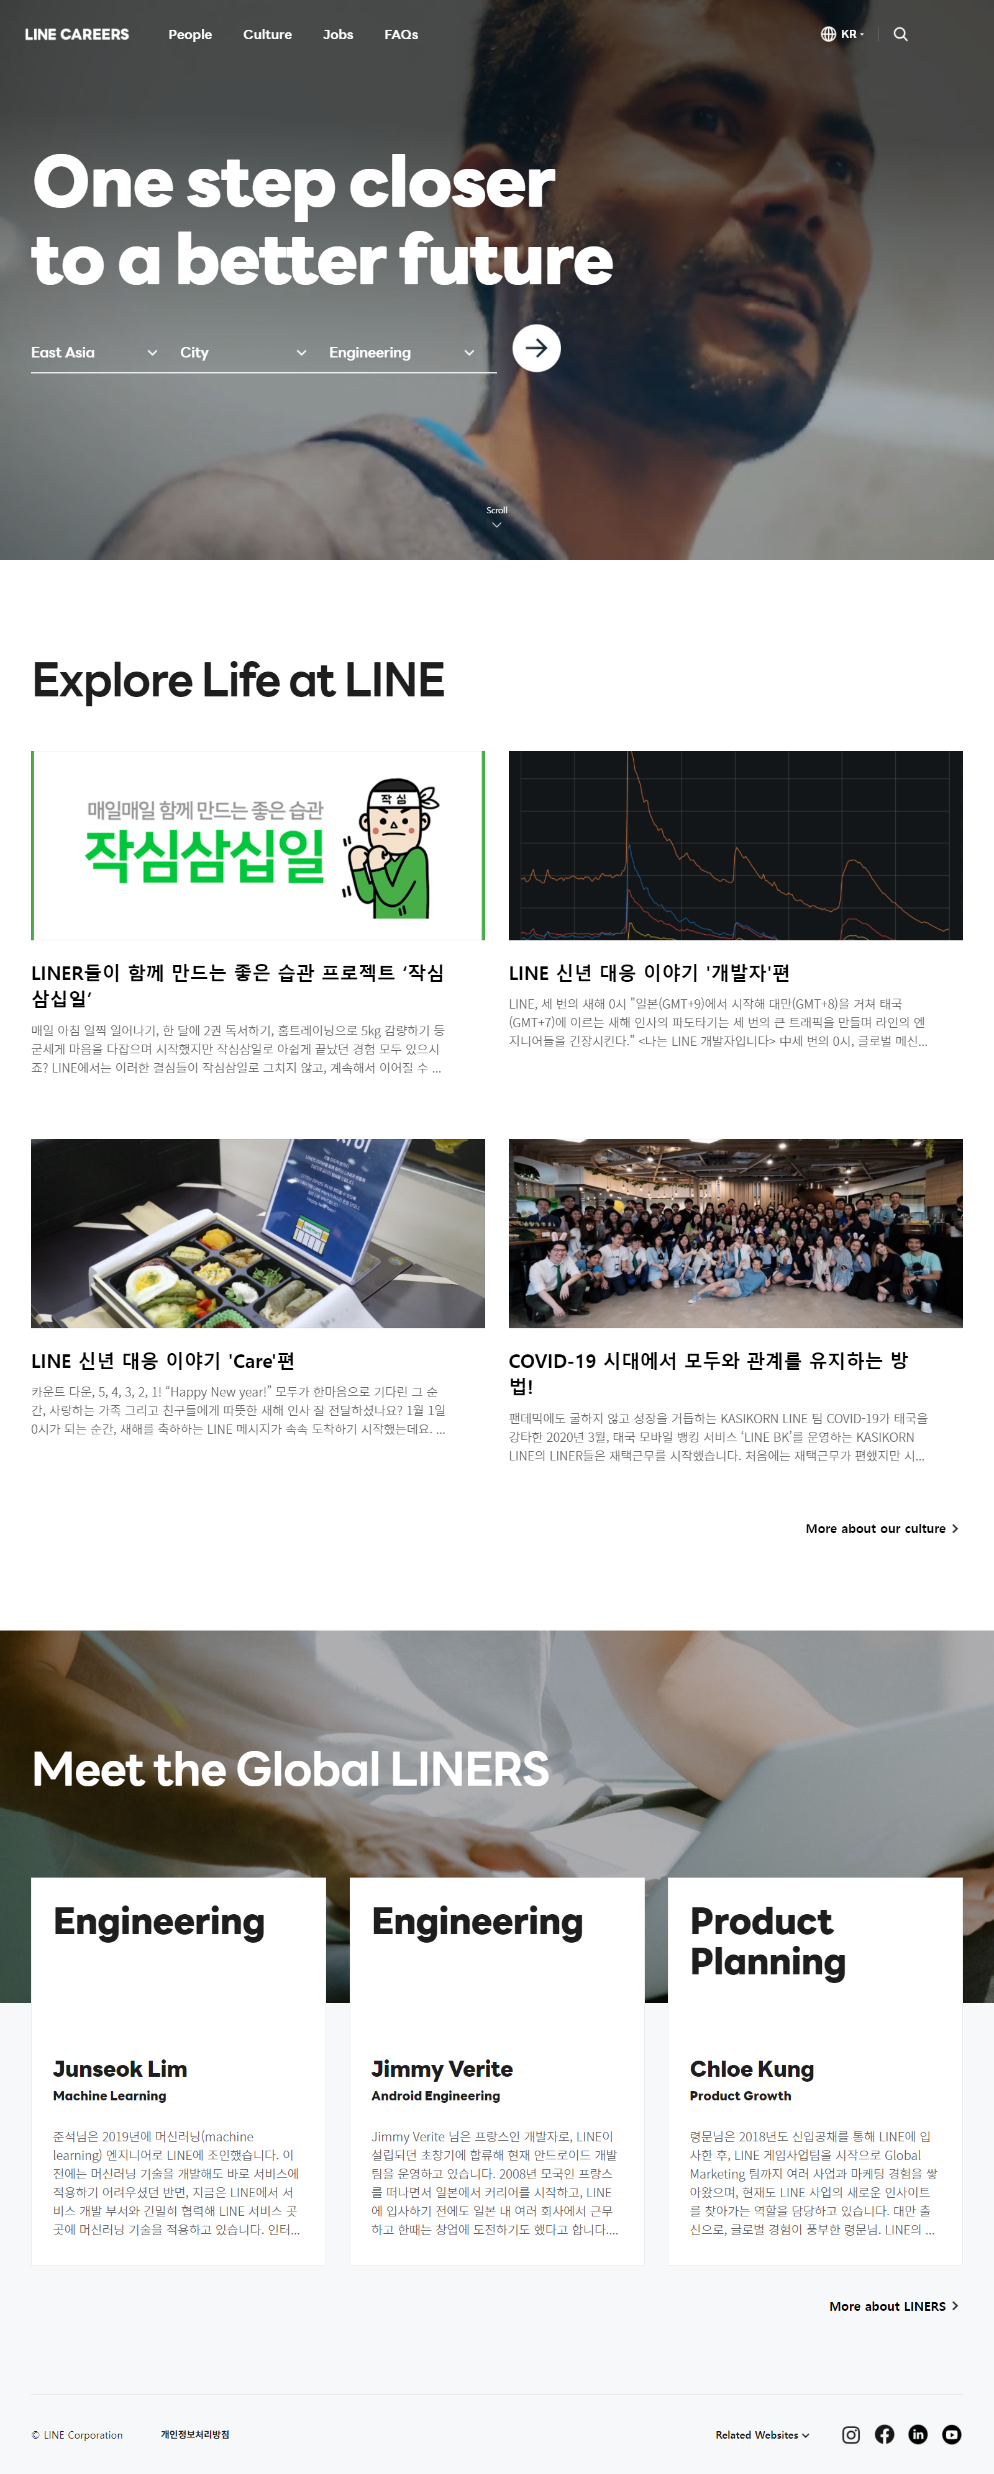 LINE CAREERS People Culture Jobs FAQs KR
One step closer
to a better future
East Asia City Engineering
Scroll
Explore Life at LINE
매일매일 함께 만드는 좋은 습관
작심삼십일
작심
LINER들이 함께 만드는 좋은 습관 프로젝트 ‘작심
삼십일’
매일 아침 일찍 일어나기, 한 달에 2권 독서하기, 홈트레이닝으로 5kg 감량하기 등
굳세게 마음을 다잡으며 시작했지만 작심삼일로 아쉽게 끝났던 경험 모두 있으시
죠? LINE에서는 이러한 결심들이 작심삼일로 그치지 않고, 계속해서 이어질 수 ...
LINE 신년 대응 이야기 '개발자'편
LINE, 세 번의 새해 0시 "일본(GMT+9)에서 시작해 대만(GMT+8)을 거쳐 태국
(GMT+7)에 이르는 새해 인사의 파도타기는 세 번의 큰 트래픽을 만들며 라인의 엔
지니어들을 긴장시킨다." <나는 LINE 개발자입니다> 中세 번의 0시, 글로벌 메신...
LINE 신년 대응 이야기 'Care'편
카운트 다운, 5, 4, 3, 2, 1! “Happy New year!” 모두가 한마음으로 기다린 그 순
간, 사랑하는 가족 그리고 친구들에게 따뜻한 새해 인사 잘 전달하셨나요? 1월 1일
0시가 되는 순간, 새해를 축하하는 LINE 메시지가 속속 도착하기 시작했는데요. ...
COVID-19 시대에서 모두와 관계를 유지하는 방
법!
팬데믹에도 굴하지 않고 성장을 거듭하는 KASIKORN LINE 팀 COVID-19가 태국을
강타한 2020년 3월, 태국 모바일 뱅킹 서비스 ‘LINE BK’를 운영하는 KASIKORN
LINE의 LINER들은 재택근무를 시작했습니다. 처음에는 재택근무가 편했지만 시...
More about our culture
Meet the Global LINERS
Engineering
Junseok Lim
Machine Learning
준석님은 2019년에 머신러닝(machine
learning) 엔지니어로 LINE에 조인했습니다. 이
전에는 머신러닝 기술을 개발해도 바로 서비스에
적용하기 어려우셨던 반면, 지금은 LINE에서 서
비스 개발 부서와 긴밀히 협력해 LINE 서비스 곳
곳에 머신러닝 기술을 적용하고 있습니다. 인터...
Engineering
Jimmy Verite
Android Engineering
Jimmy Verite 님은 프랑스인 개발자로, LINE이
설립되던 초창기에 합류해 현재 안드로이드 개발
팀을 운영하고 있습니다. 2008년 모국인 프랑스
를 떠나면서 일본에서 커리어를 시작하고, LINE
에 입사하기 전에도 일본 내 여러 회사에서 근무
하고 한때는 창업에 도전하기도 했다고 합니다....
Product
Planning
Chloe Kung
Product Growth
령문님은 2018년도 신입공채를 통해 LINE에 입
사한 후, LINE 게임사업팀을 시작으로 Global
Marketing 팀까지 여러 사업과 마케팅 경험을 쌓
아왔으며, 현재도 LINE 사업의 새로운 인사이트
를 찾아가는 역할을 담당하고 있습니다. 대만 출
신으로, 글로벌 경험이 풍부한 령문님. LINE의 ...
More about LINERS
© LINE Corporation 개인정보처리방침 Related Websites